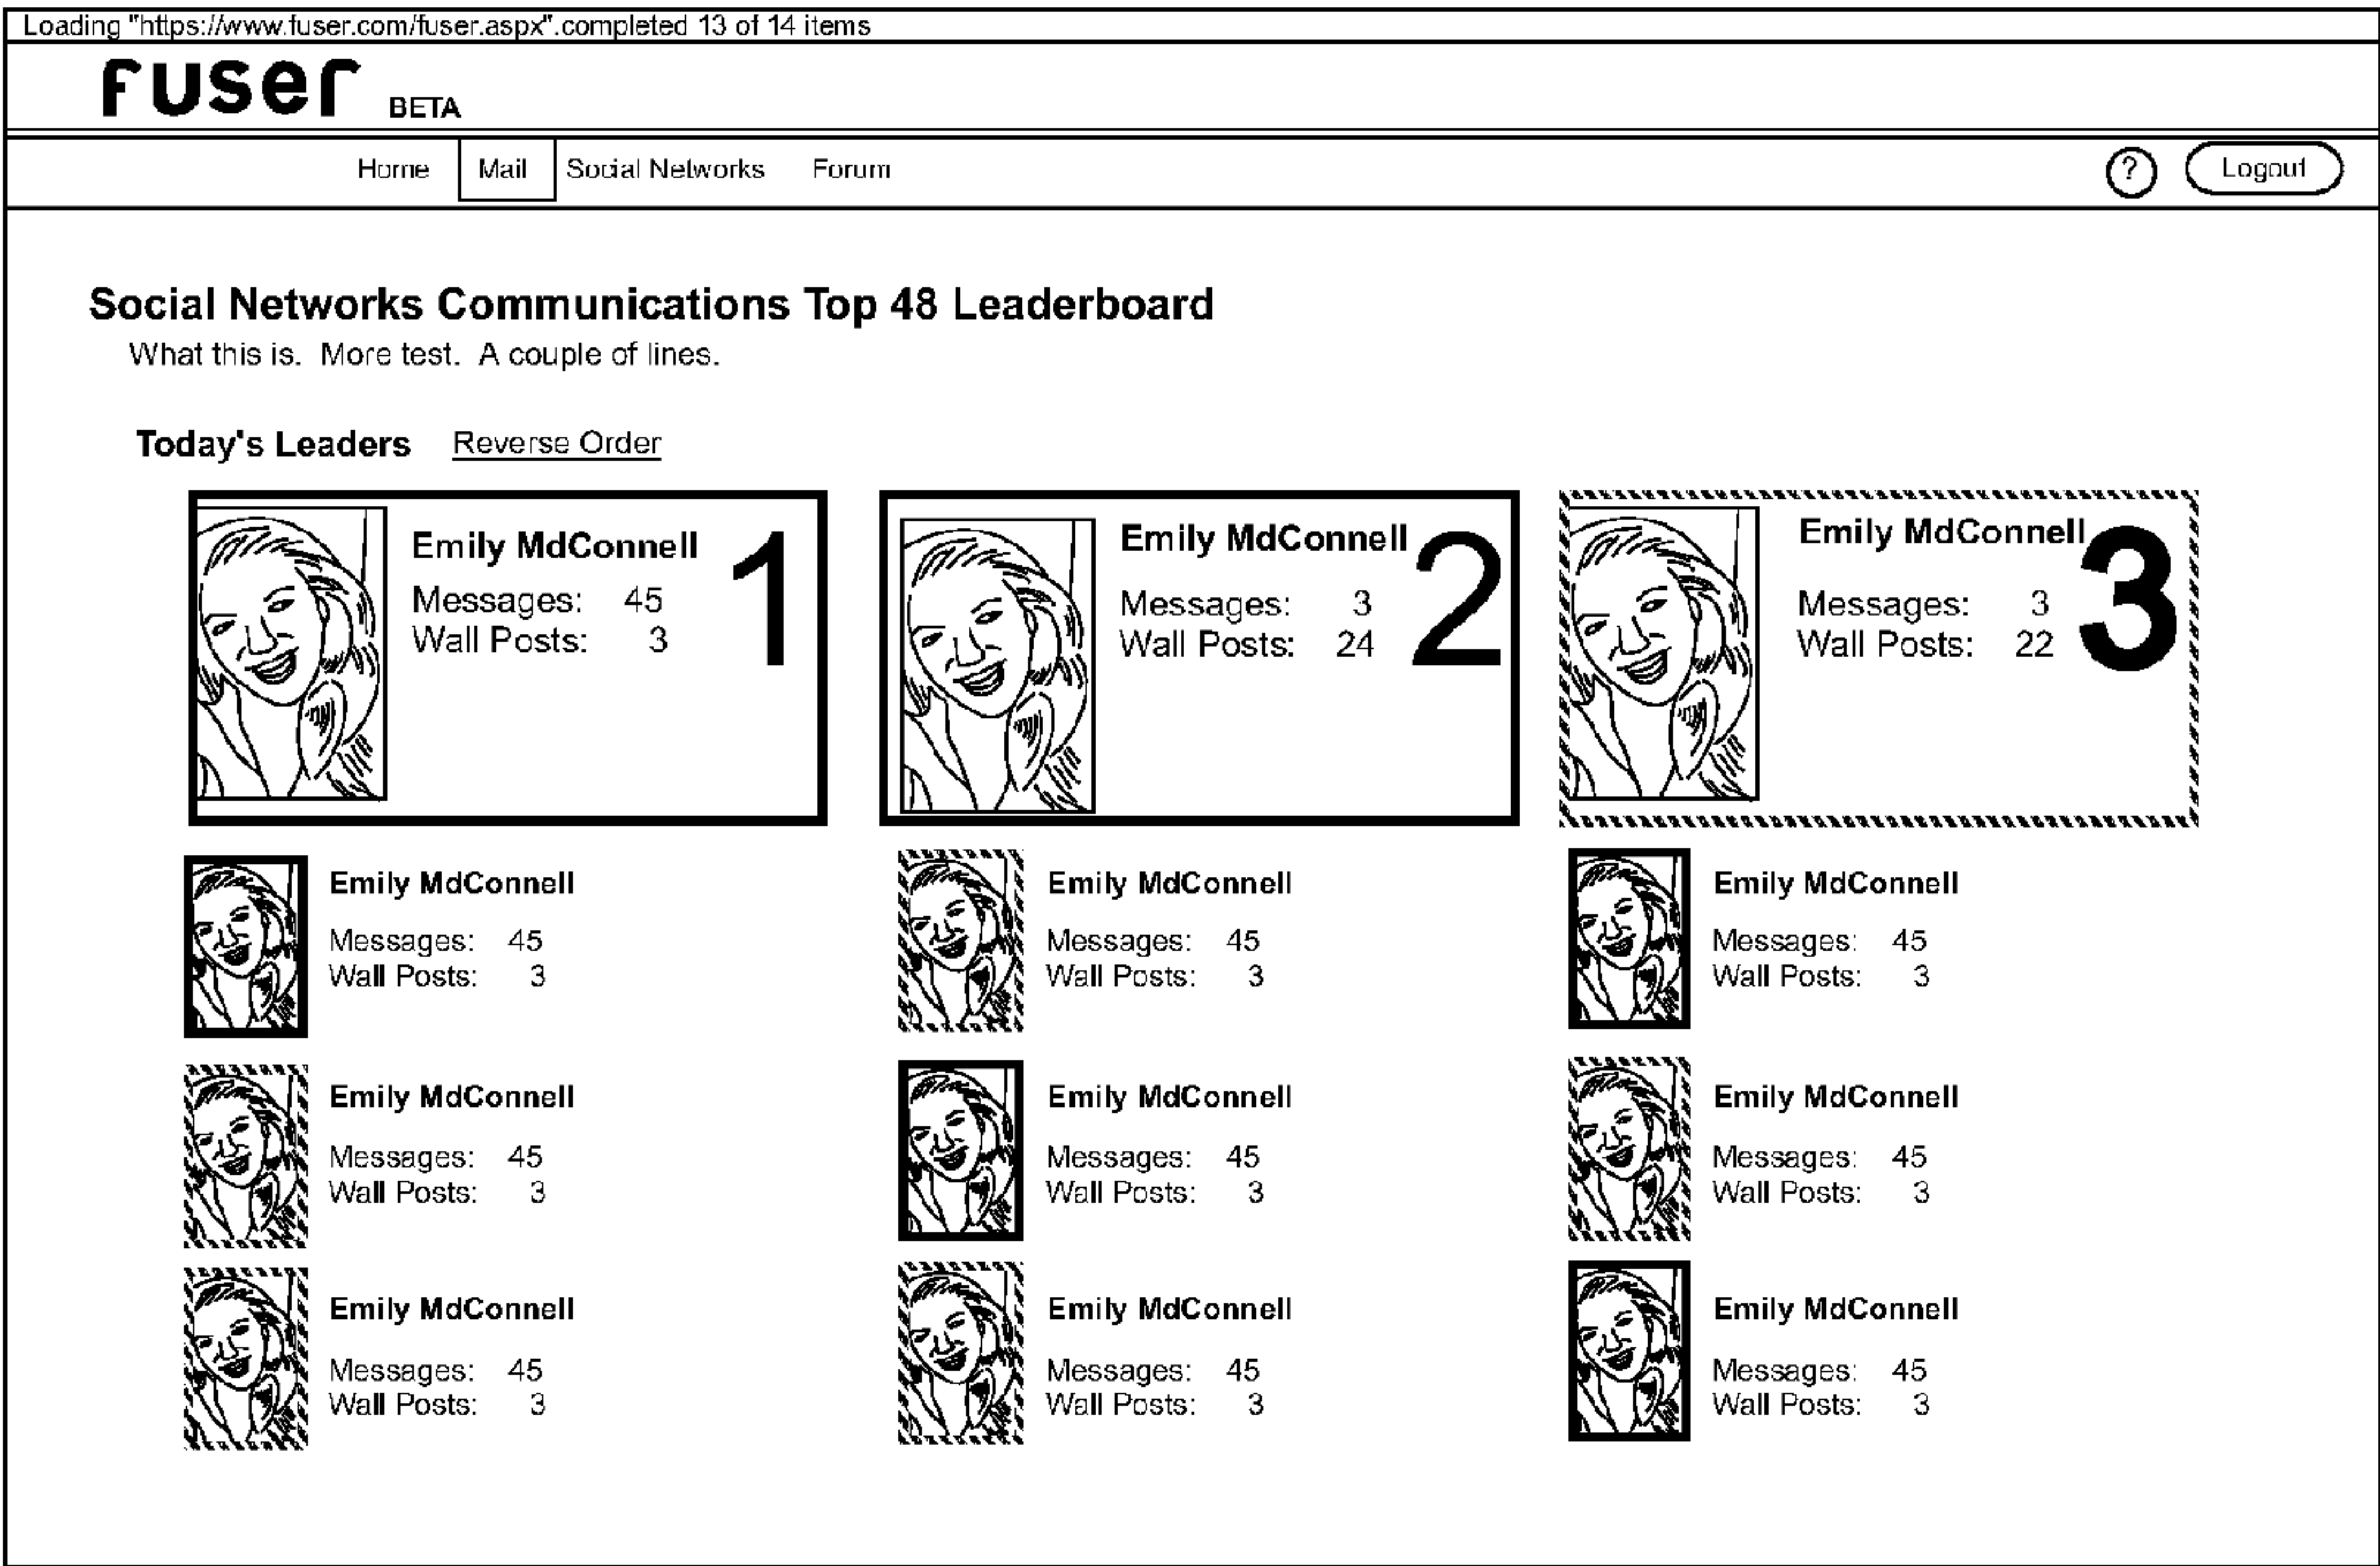 Loading "https://www.fuser.com/fuser.aspx".completed 13 of 14 items
fuser BETA
Home Mail Social Networks Forum ? Logout
Social Networks Communications Top 48 Leaderboard
What this is. More test. A couple of lines.
Today's Leaders Reverse Order
Emily MdConnell 1
Messages: 45
Wall Posts: 3
Emily MdConnell 2
Messages: 3
Wall Posts: 24
Emily MdConnell 3
Messages: 3
Wall Posts: 22
Emily MdConnell
Messages: 45
Wall Posts: 3
Emily MdConnell
Messages: 45
Wall Posts: 3
Emily MdConnell
Messages: 45
Wall Posts: 3
Emily MdConnell
Messages: 45
Wall Posts: 3
Emily MdConnell
Messages: 45
Wall Posts: 3
Emily MdConnell
Messages: 45
Wall Posts: 3
Emily MdConnell
Messages: 45
Wall Posts: 3
Emily MdConnell
Messages: 45
Wall Posts: 3
Emily MdConnell
Messages: 45
Wall Posts: 3